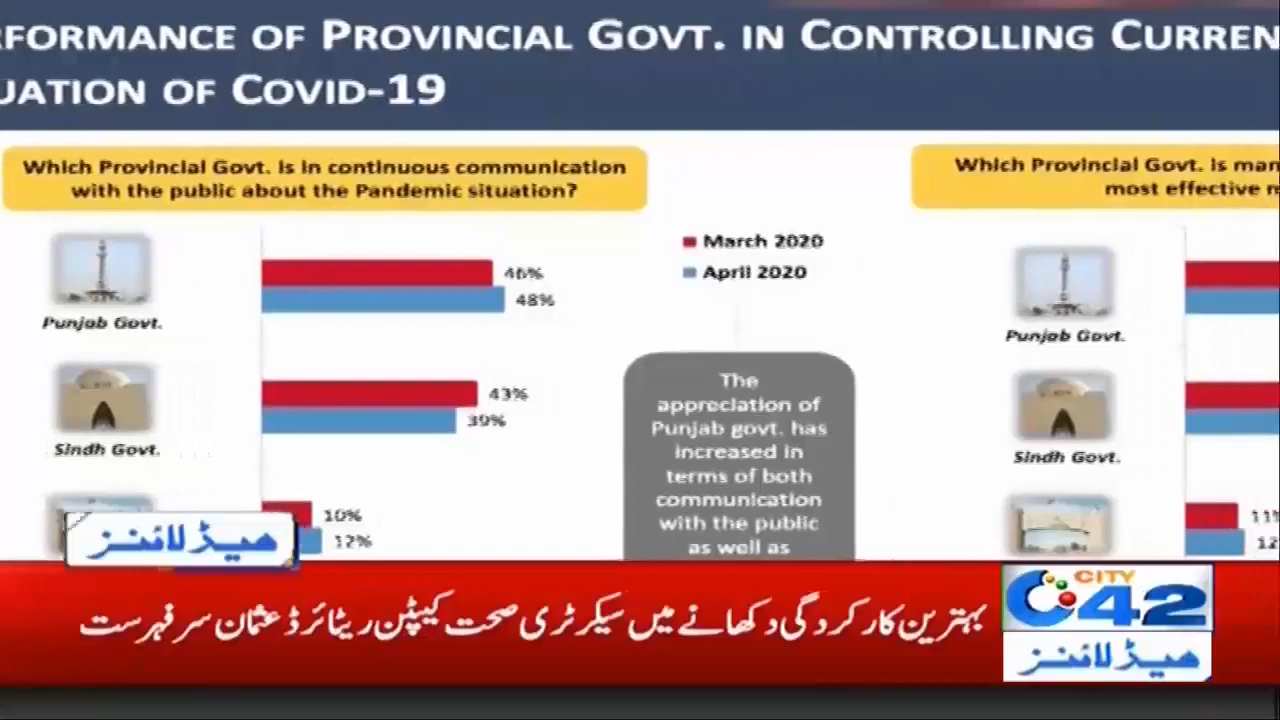 RFORMANCE OF PROVINCIAL GOVT. IN CONTROLLING CURREN
UATION OF COVID-19
Which Provincial Govt. is in continuous communication
with the public about the Pandemic situation?
Which Provincial Govt. is man
most effective m
March 2020
April 2020
46%
48%
Punjab Govt.
Punjab Govt.
43%
39%
Sindh Govt.
Sindh Govt.
The
appreciation of
Punjab govt. has
increased in
terms of both
communication
with the public
as well as
10%
12%
11%
12
ہیڈلائنز
بہترین کارکردگی دکھانے میں سیکرٹری صحت کیپٹن ریٹائرڈ عثمان سرفہرست
CITY
42
ہیڈلائنز